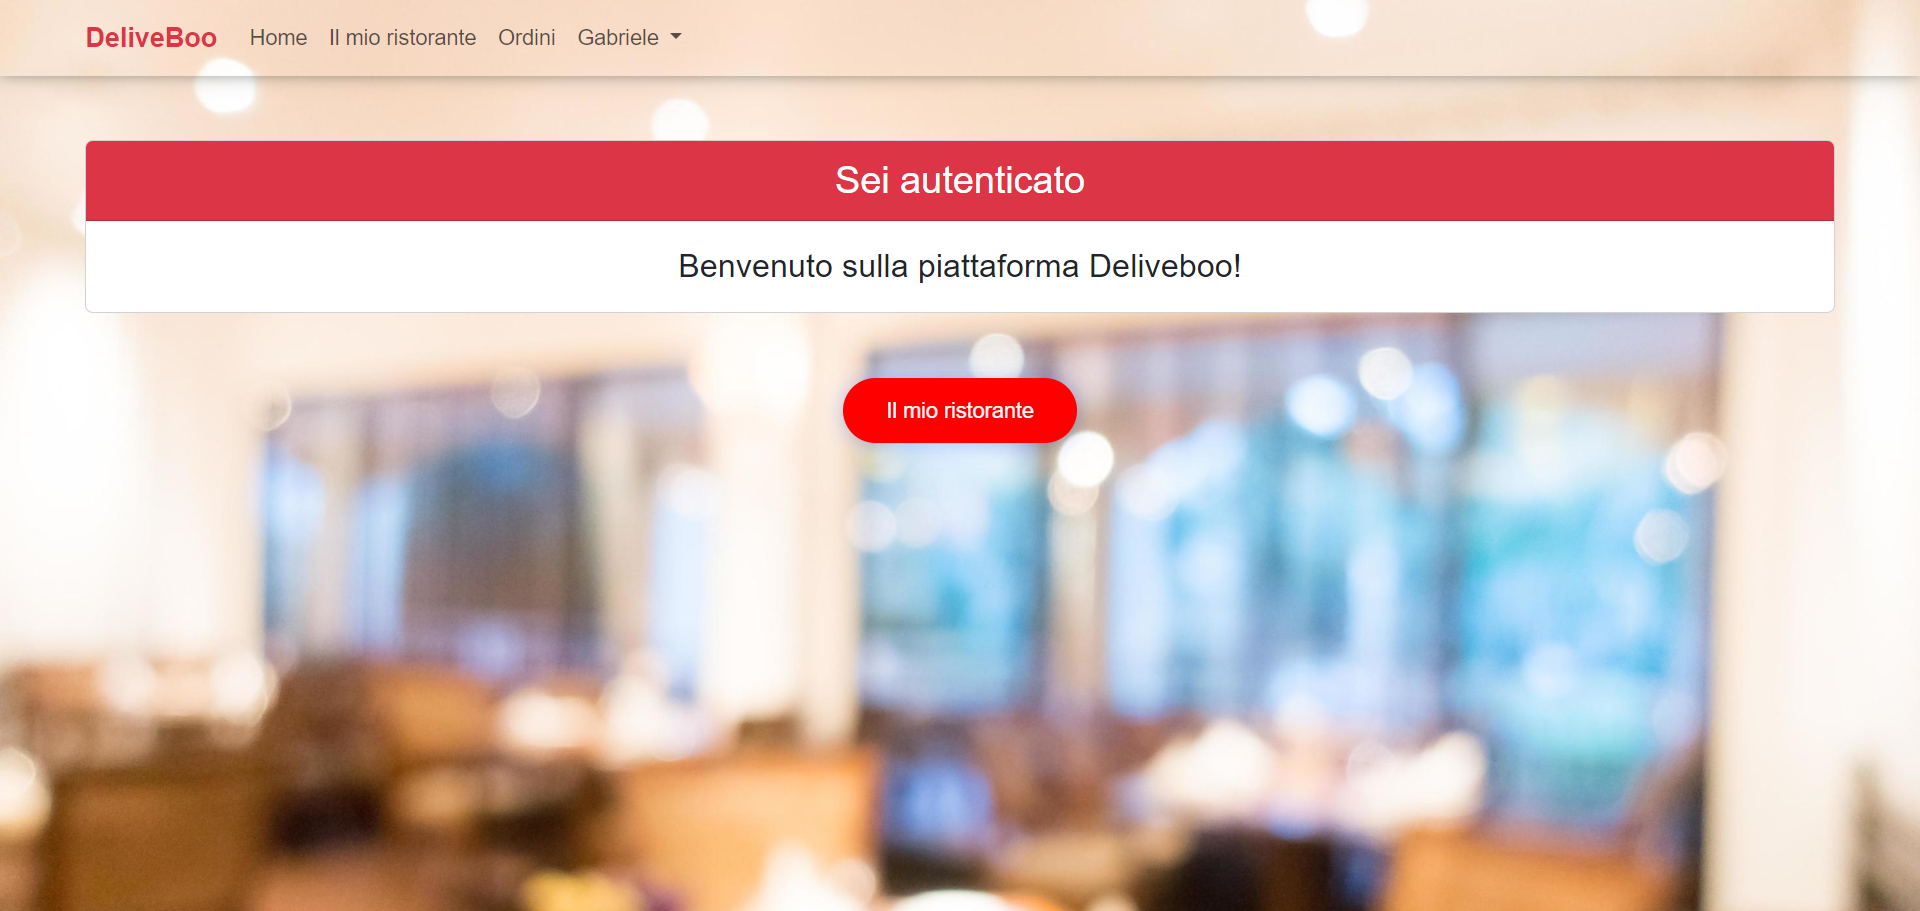 DeliveBoo Home Il mio ristorante Ordini Gabriele
Sei autenticato
Benvenuto sulla piattaforma Deliveboo!
Il mio ristorante